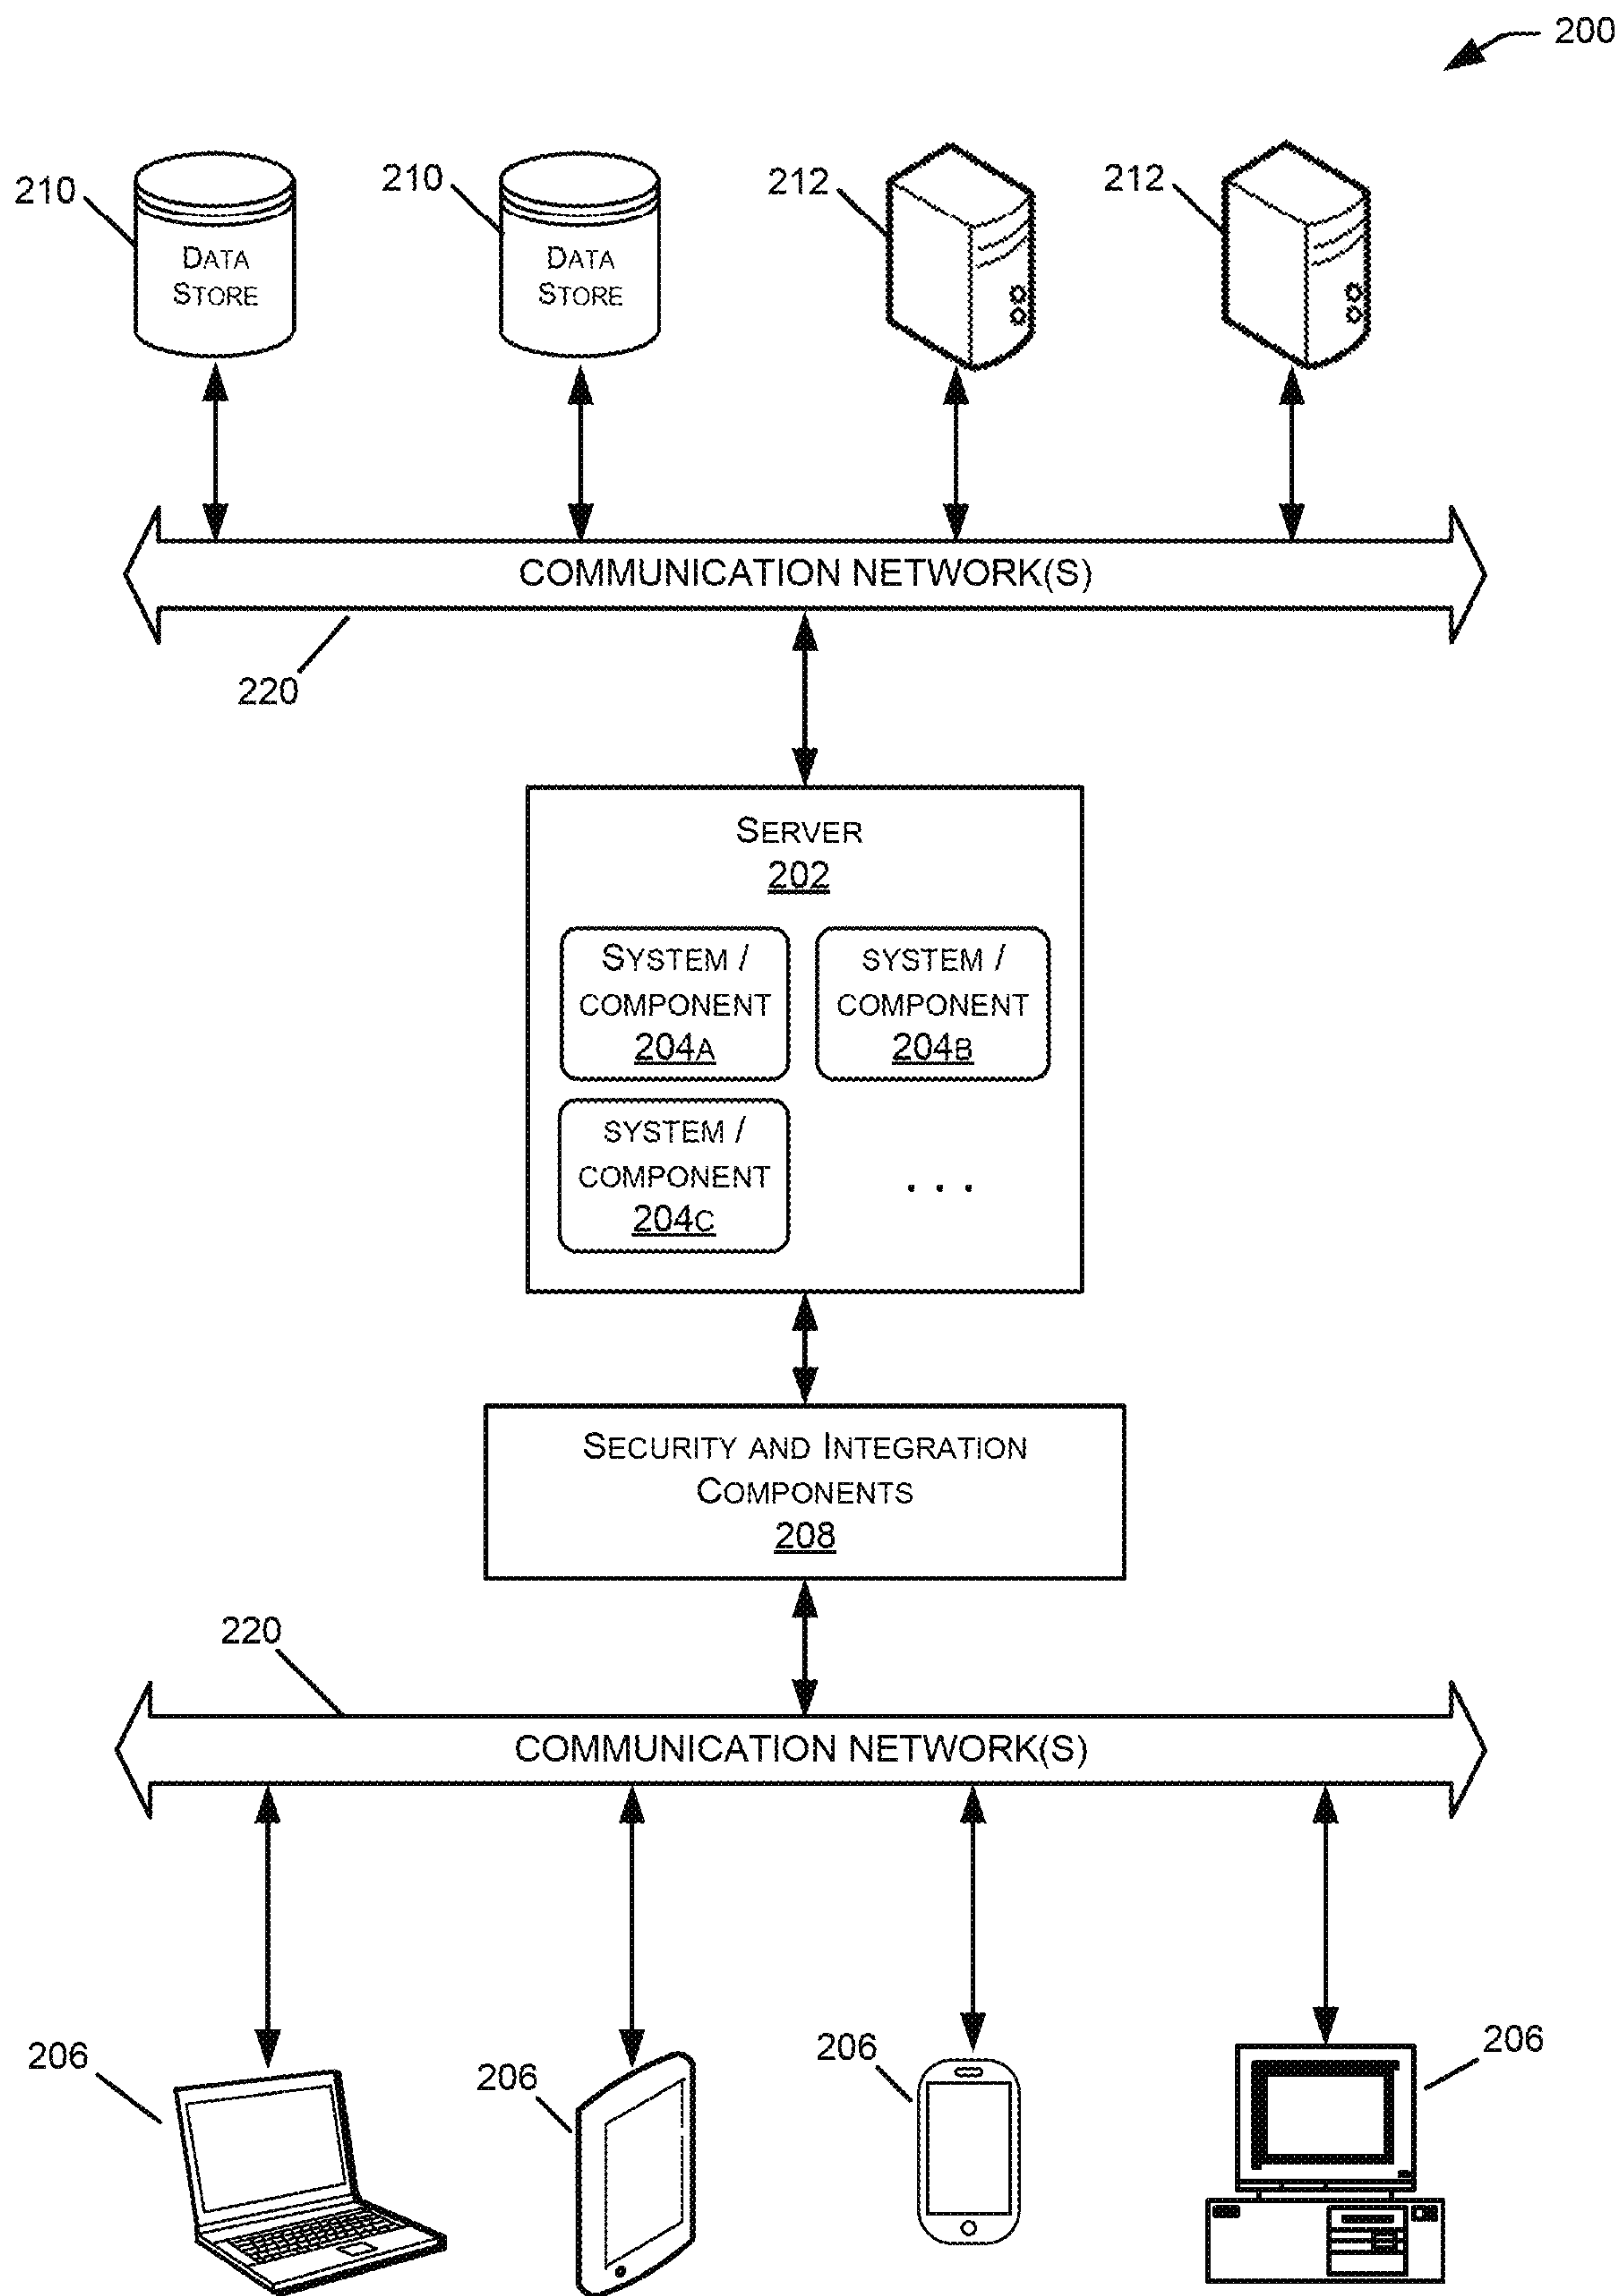 200
210
210
212
212
DATA
STORE
DATA
STORE
COMMUNICATION NETWORK(S)
220
SERVER
202
SYSTEM /
COMPONENT
204A
SYSTEM /
COMPONENT
204B
SYSTEM /
COMPONENT
204C
. . .
SECURITY AND INTEGRATION
COMPONENTS
208
220
COMMUNICATION NETWORK(S)
206
206
206
206